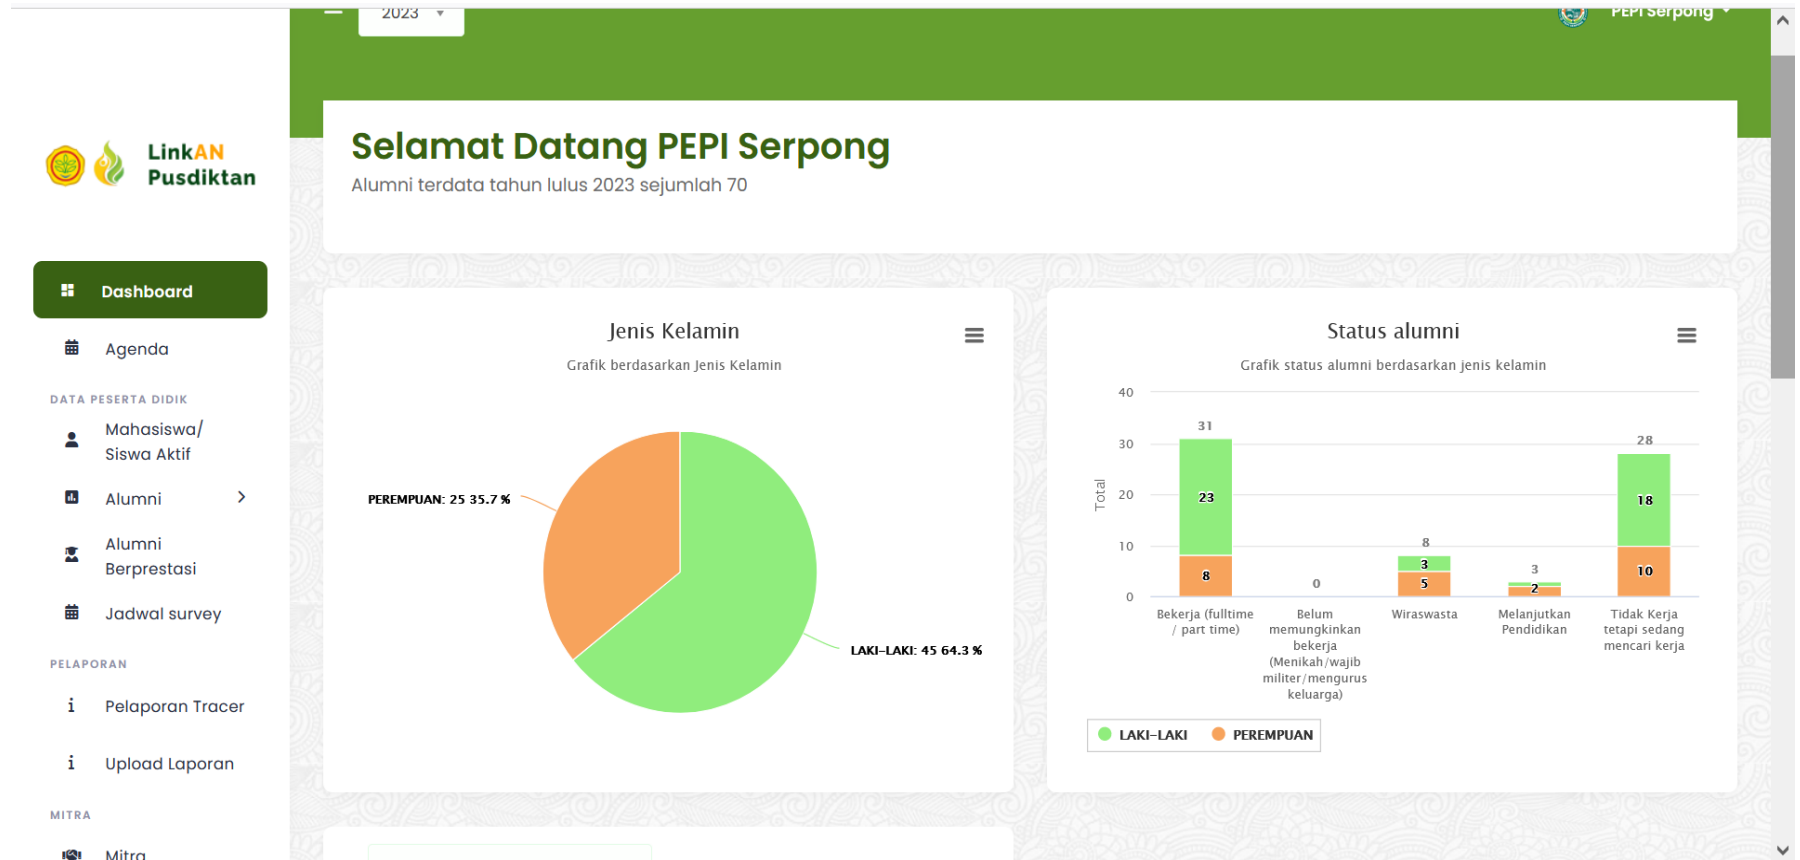 2023
PEPI Serpong
LinkAN
Pusdiktan
Selamat Datang PEPI Serpong
Alumni terdata tahun lulus 2023 sejumlah 70
Dashboard
Agenda
DATA PESERTA DIDIK
Mahasiswa/
Siswa Aktif
Alumni
Alumni
Berprestasi
Jadwal survey
PELAPORAN
Pelaporan Tracer
Upload Laporan
MITRA
Mitra
Jenis Kelamin
Grafik berdasarkan Jenis Kelamin
PEREMPUAN: 25 35.7 %
LAKI-LAKI: 45 64.3 %
Status alumni
Grafik status alumni berdasarkan jenis kelamin
Total
40
30
20
10
0
31
23
8
0
8
3
5
3
2
28
18
10
Bekerja (fulltime
/ part time)
Belum
memungkinkan
bekerja
(Menikah/wajib
militer/mengurus
keluarga)
Wiraswasta
Melanjutkan
Pendidikan
Tidak Kerja
tetapi sedang
mencari kerja
LAKI-LAKI
PEREMPUAN